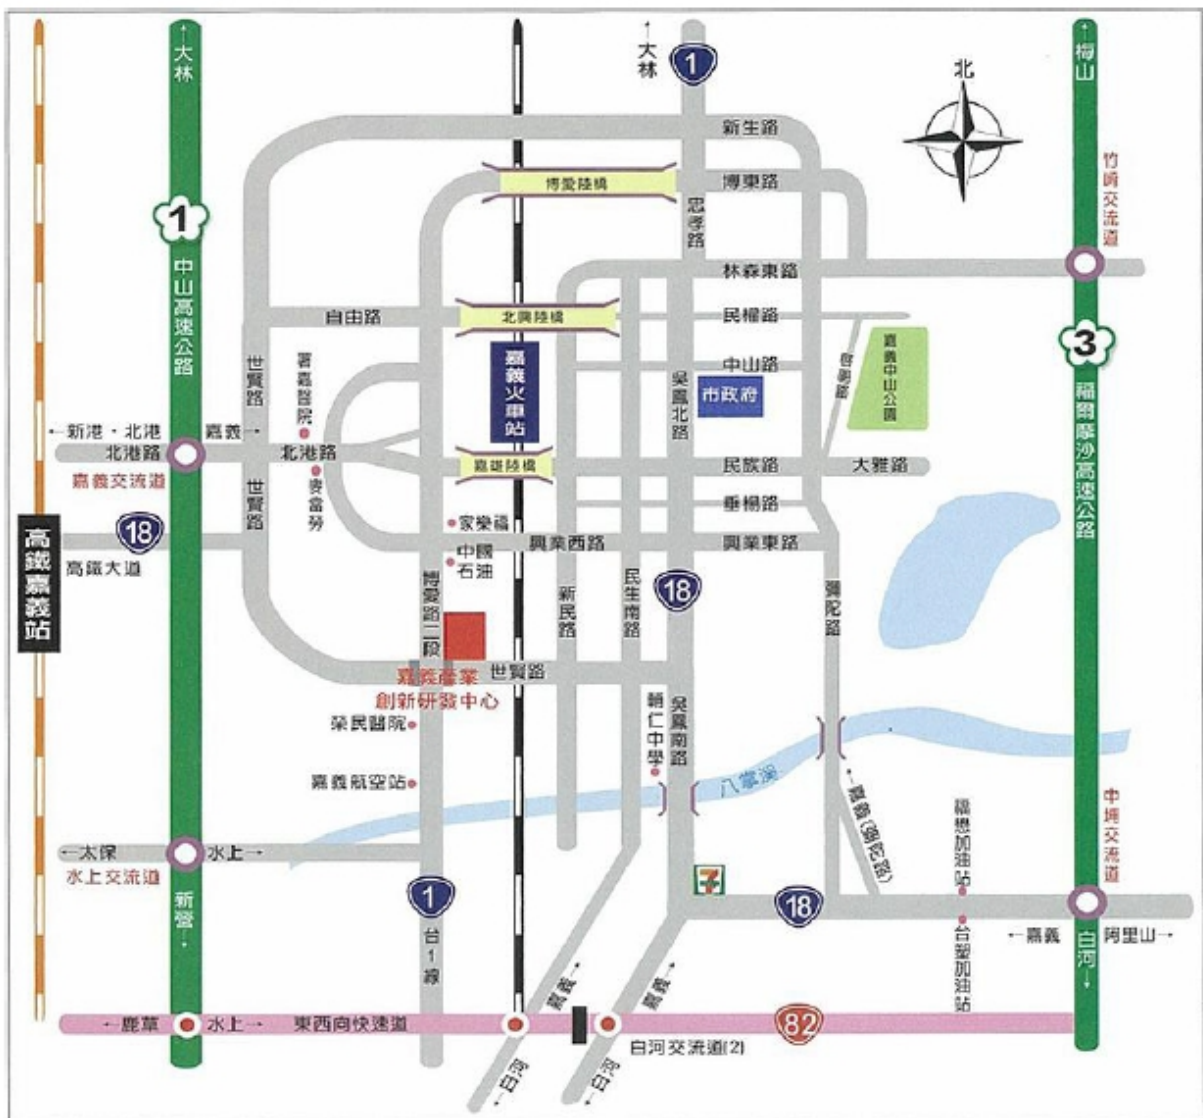 ←大林
←大林
1
←梅山
北
新生路
竹崎交流道
博愛陸橋
博東路
1
忠孝路
中山高速公路
林森東路
自由路
北興陸橋
民權路
3
嘉義火車站
中山路
嘉義中山公園
世賢路
署嘉醫院
吳鳳北路
市政府
福爾摩沙高速公路
←新港・北港
嘉義→
北港路
北港路
嘉雄陸橋
民族路
大雅路
嘉義交流道
世賢路
麥當勞
垂楊路
高鐵嘉義站
18
家樂福
興業西路
興業東路
高鐵大道
中國
石油
博愛路二段
新民路
民生南路
18
彌陀路
嘉義產業
創新研發中心
世賢路
榮民醫院
輔仁中學
吳鳳南路
嘉義航空站
八掌溪
←嘉義(彌陀路)
福懋加油站
中埔交流道
←太保
水上→
水上交流道
新營→
1
台1線
7
18
台塑加油站
←嘉義
阿里山→
白河→
嘉義→
嘉義→
←鹿草
水上→
東西向快速道
82
白河交流道(2)
←白河
←白河